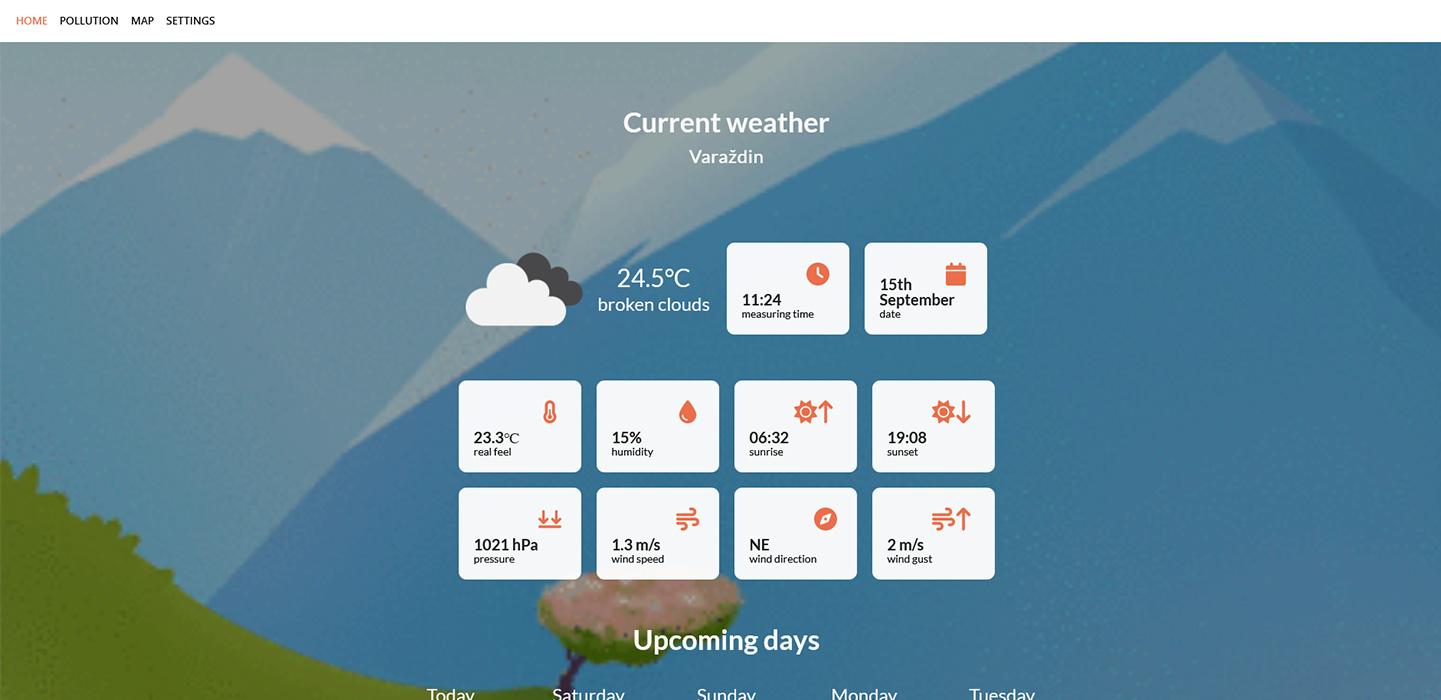 HOME POLLUTION MAP SETTINGS
Current weather
Varaždin
24.5°C
broken clouds
11:24
measuring time
15th
September
date
23.3°C
real feel
15%
humidity
06:32
sunrise
19:08
sunset
1021 hPa
pressure
1.3 m/s
wind speed
NE
wind direction
2 m/s
wind gust
Upcoming days
Today Saturday Sunday Monday Tuesday